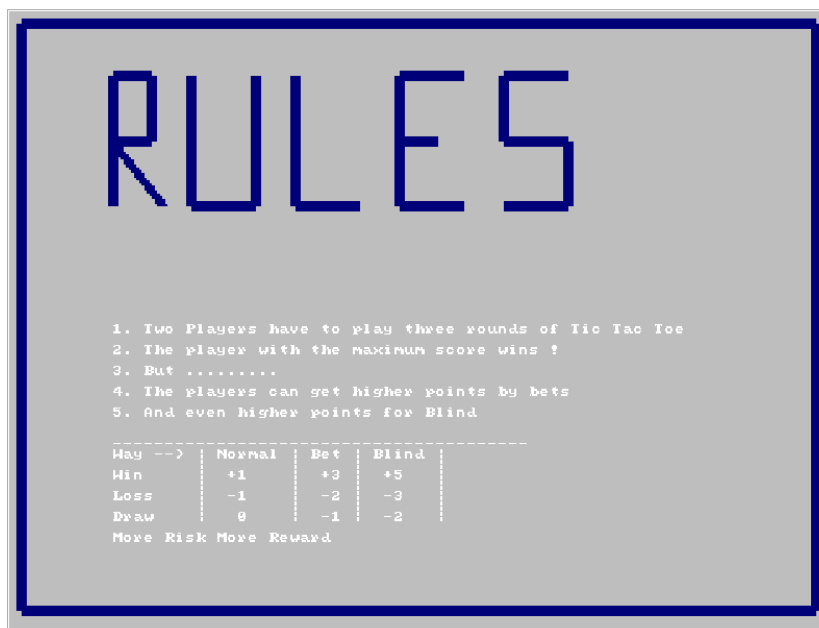 RULES
1. Two Players have to play three rounds of Tic Tac Toe
2. The player with the maximum score wins !
3. But .........
4. The players can get higher points by bets
5. And even higher points for Blind
Way --> | Normal | Bet | Blind |
Win | +1 | +3 | +5 |
Loss | -1 | -2 | -3 |
Draw | 0 | -1 | -2 |
More Risk More Reward